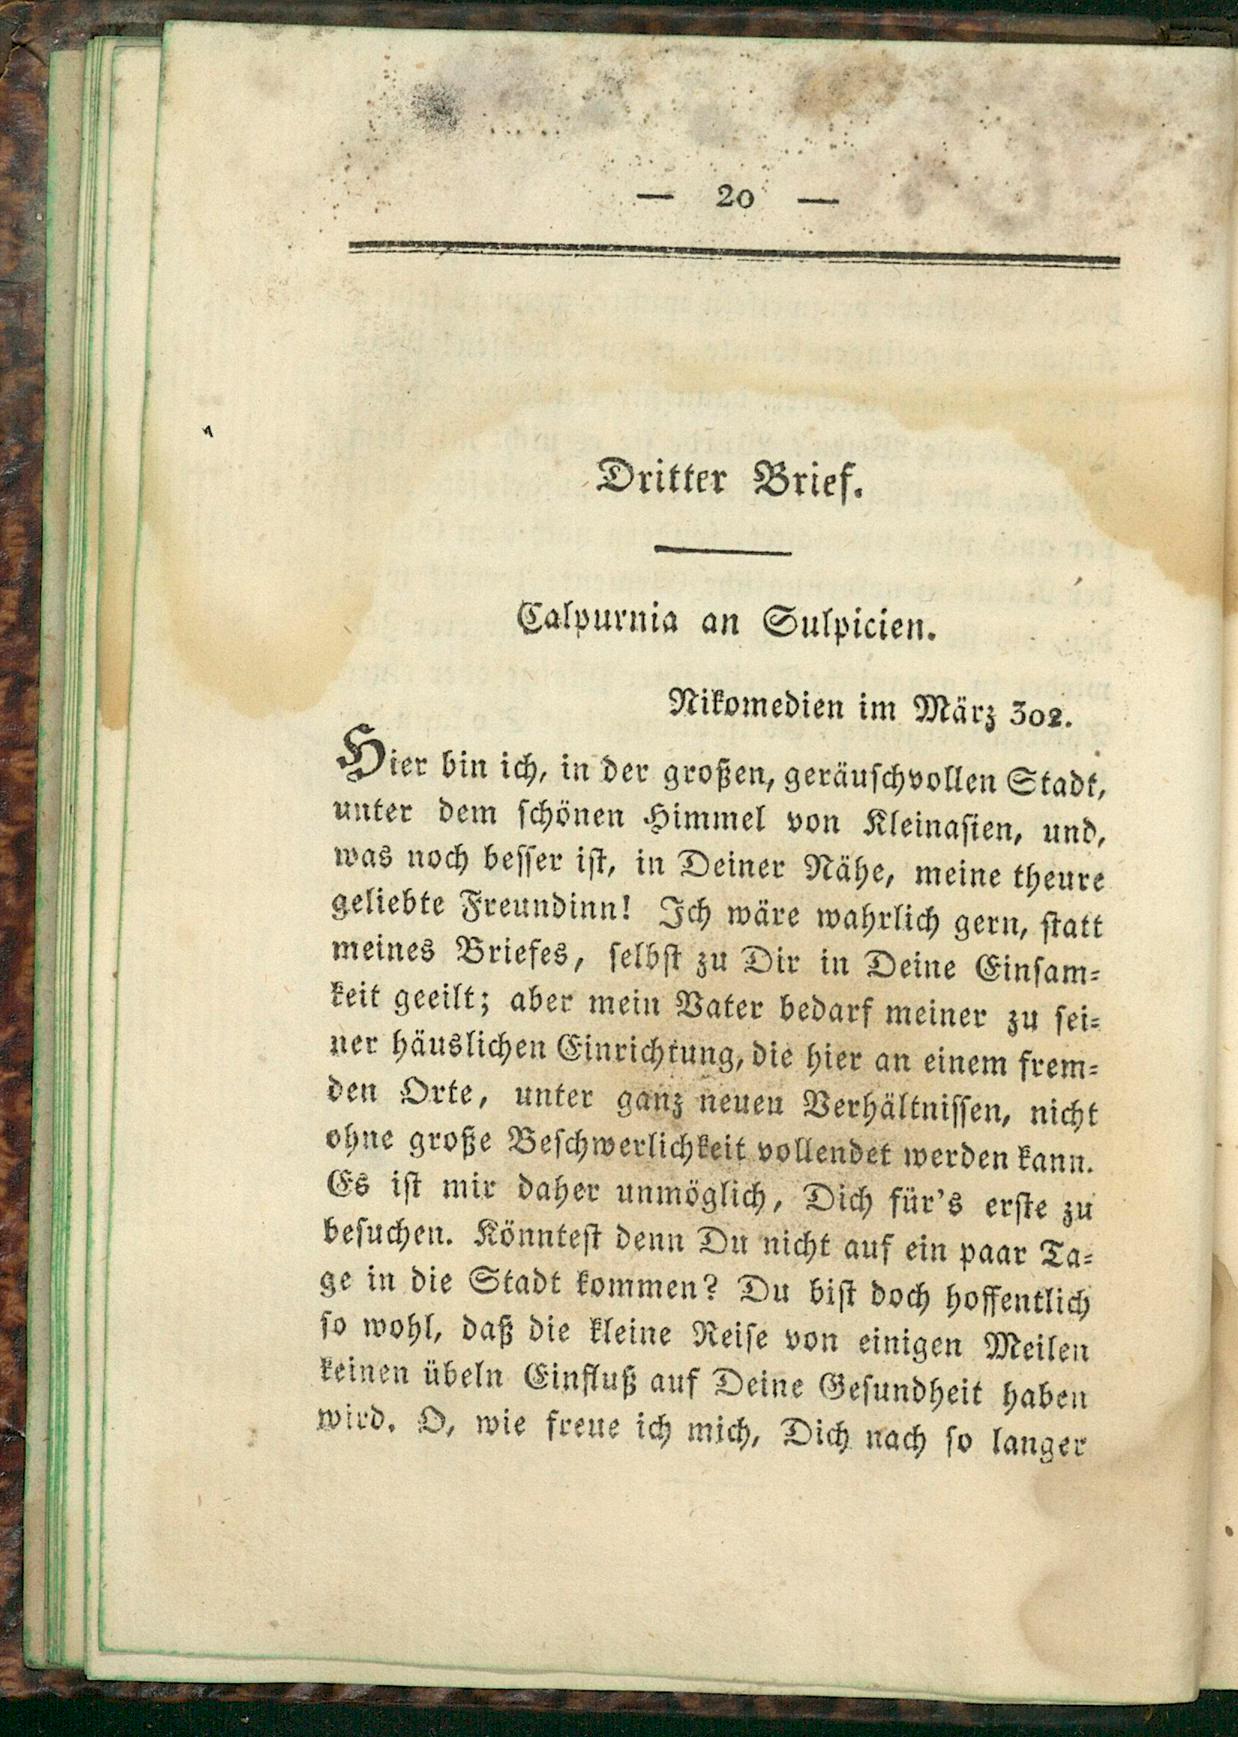 — 20 —
Dritter Brief.
Calpurnia an Sulpicien.
Nikomedien im März 302.
Hier bin ich, in der großen, geräuschvollen Stadt,
unter dem schönen Himmel von Kleinasien, und,
was noch besser ist, in Deiner Nähe, meine theure
geliebte Freundinn! Ich wäre wahrlich gern, statt
meines Briefes, selbst zu Dir in Deine Einsam-
keit geeilt; aber mein Vater bedarf meiner zu sei-
ner häuslichen Einrichtung, die hier an einem frem-
den Orte, unter ganz neuen Verhältnissen, nicht
ohne große Beschwerlichkeit vollendet werden kann.
Es ist mir daher unmöglich, Dich für's erste zu
besuchen. Könntest denn Du nicht auf ein paar Ta-
ge in die Stadt kommen? Du bist doch hoffentlich
so wohl, daß die kleine Reise von einigen Meilen
keinen übeln Einfluß auf Deine Gesundheit haben
wird. O, wie freue ich mich, Dich nach so langer